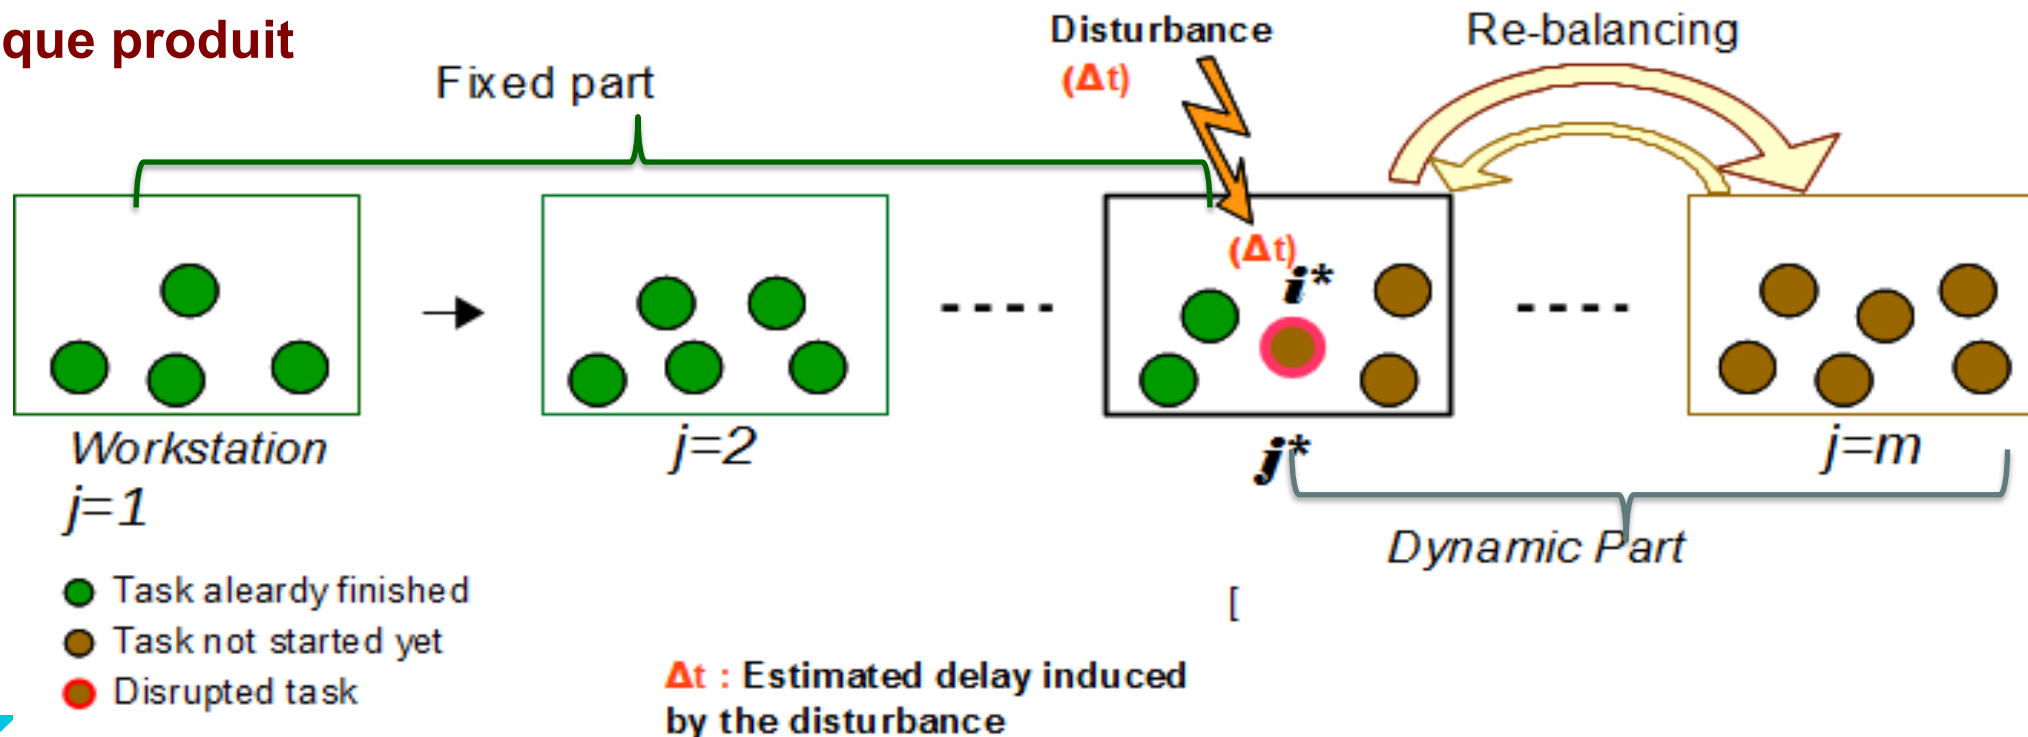 que produit
Fixed part
Disturbance
(Δt)
Re-balancing
(Δt)
i*
Workstation
j=1
j=2
j*
j=m
Dynamic Part
Task aleardy finished
Task not started yet
Disrupted task
[
Δt : Estimated delay induced
by the disturbance